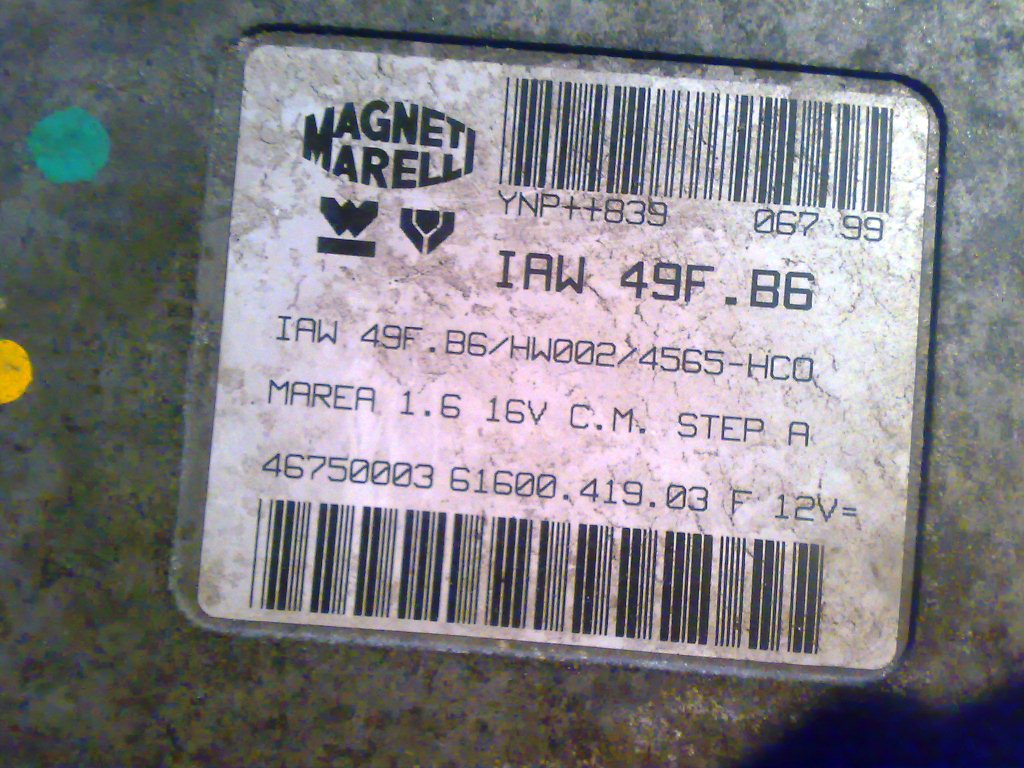 MAGNETI
MARELLI
YNP++839 067 99
IAW 49F.B6
IAW 49F.B6/HW002/4565-HCO
MAREA 1.6 16V C.M. STEP A
46750003 61600.419.03 F 12V=